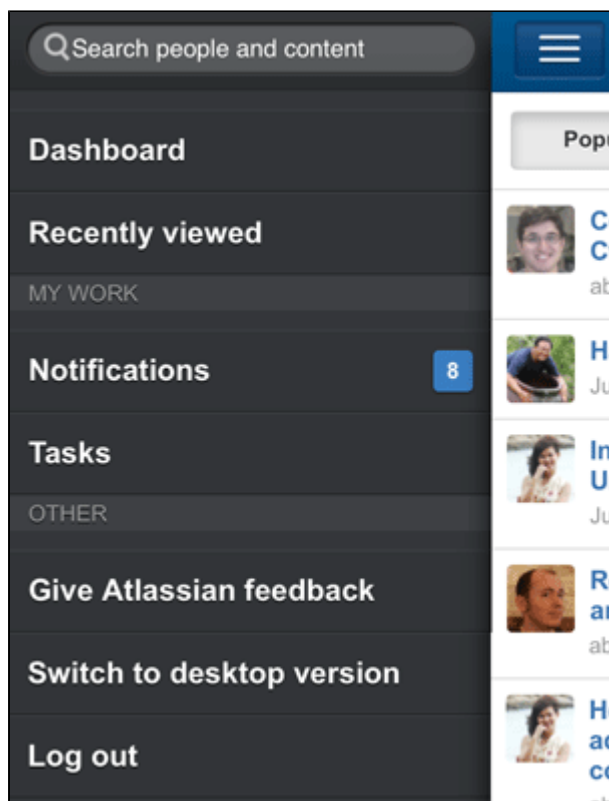 Search people and content
Dashboard
Recently viewed
MY WORK
Notifications 8
Tasks
OTHER
Give Atlassian feedback
Switch to desktop version
Log out